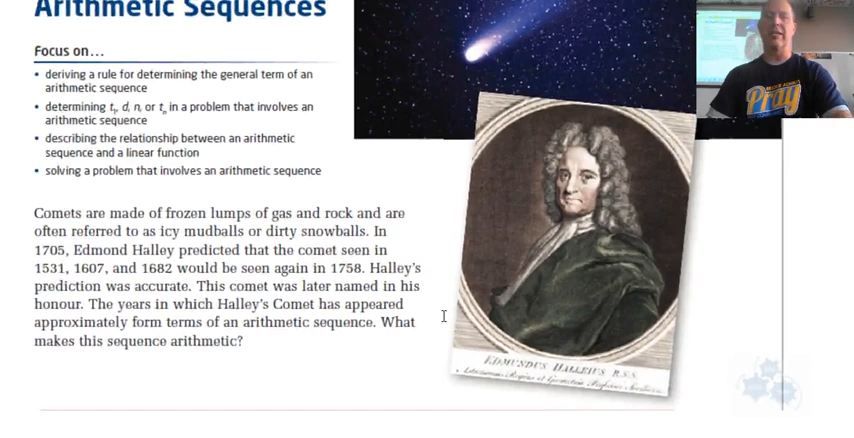 Arithmetic Sequences
Focus on...
• deriving a rule for determining the general term of an
arithmetic sequence
• determining t₁, d, n, or tₙ in a problem that involves an
arithmetic sequence
• describing the relationship between an arithmetic
sequence and a linear function
• solving a problem that involves an arithmetic sequence
Comets are made of frozen lumps of gas and rock and are
often referred to as icy mudballs or dirty snowballs. In
1705, Edmond Halley predicted that the comet seen in
1531, 1607, and 1682 would be seen again in 1758. Halley's
prediction was accurate. This comet was later named in his
honour. The years in which Halley's Comet has appeared
approximately form terms of an arithmetic sequence. What
makes this sequence arithmetic?
Pray
EDMUNDUS HALLEIUS R.S.S.